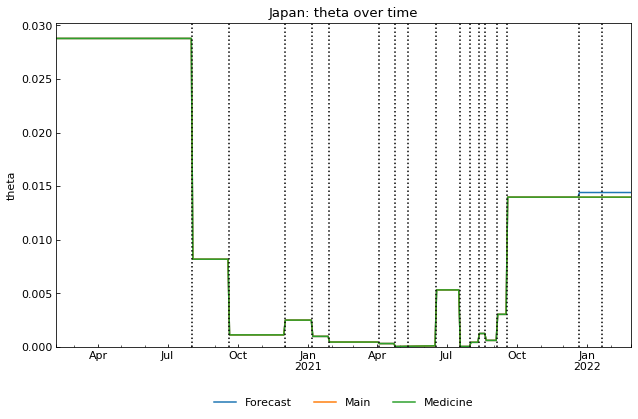 Japan: theta over time
0.030
0.025
0.020
0.015
0.010
0.005
0.000
theta
Apr Jul Oct Jan Apr Jul Oct Jan
2021 2022
Forecast Main Medicine